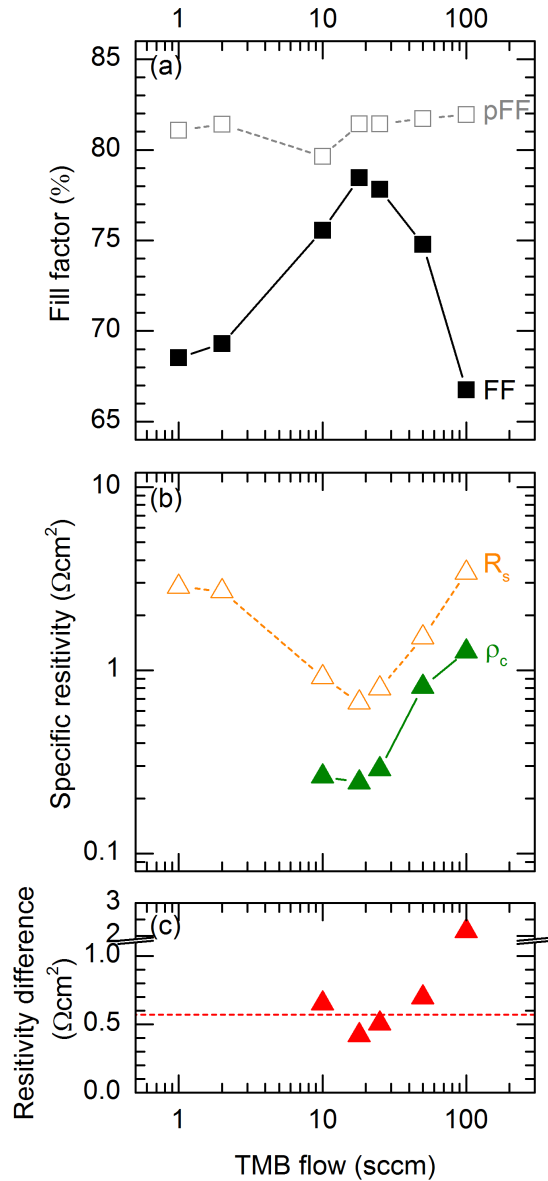 1 10 100
(a)
85
80
75
70
65
Fill factor (%)
pFF
FF
(b)
10
1
0.1
Specific resitivity (Ωcm²)
Rₛ
ρ_c
(c)
3
2
1.0
0.5
0.0
Resitivity difference
(Ωcm²)
1 10 100
TMB flow (sccm)